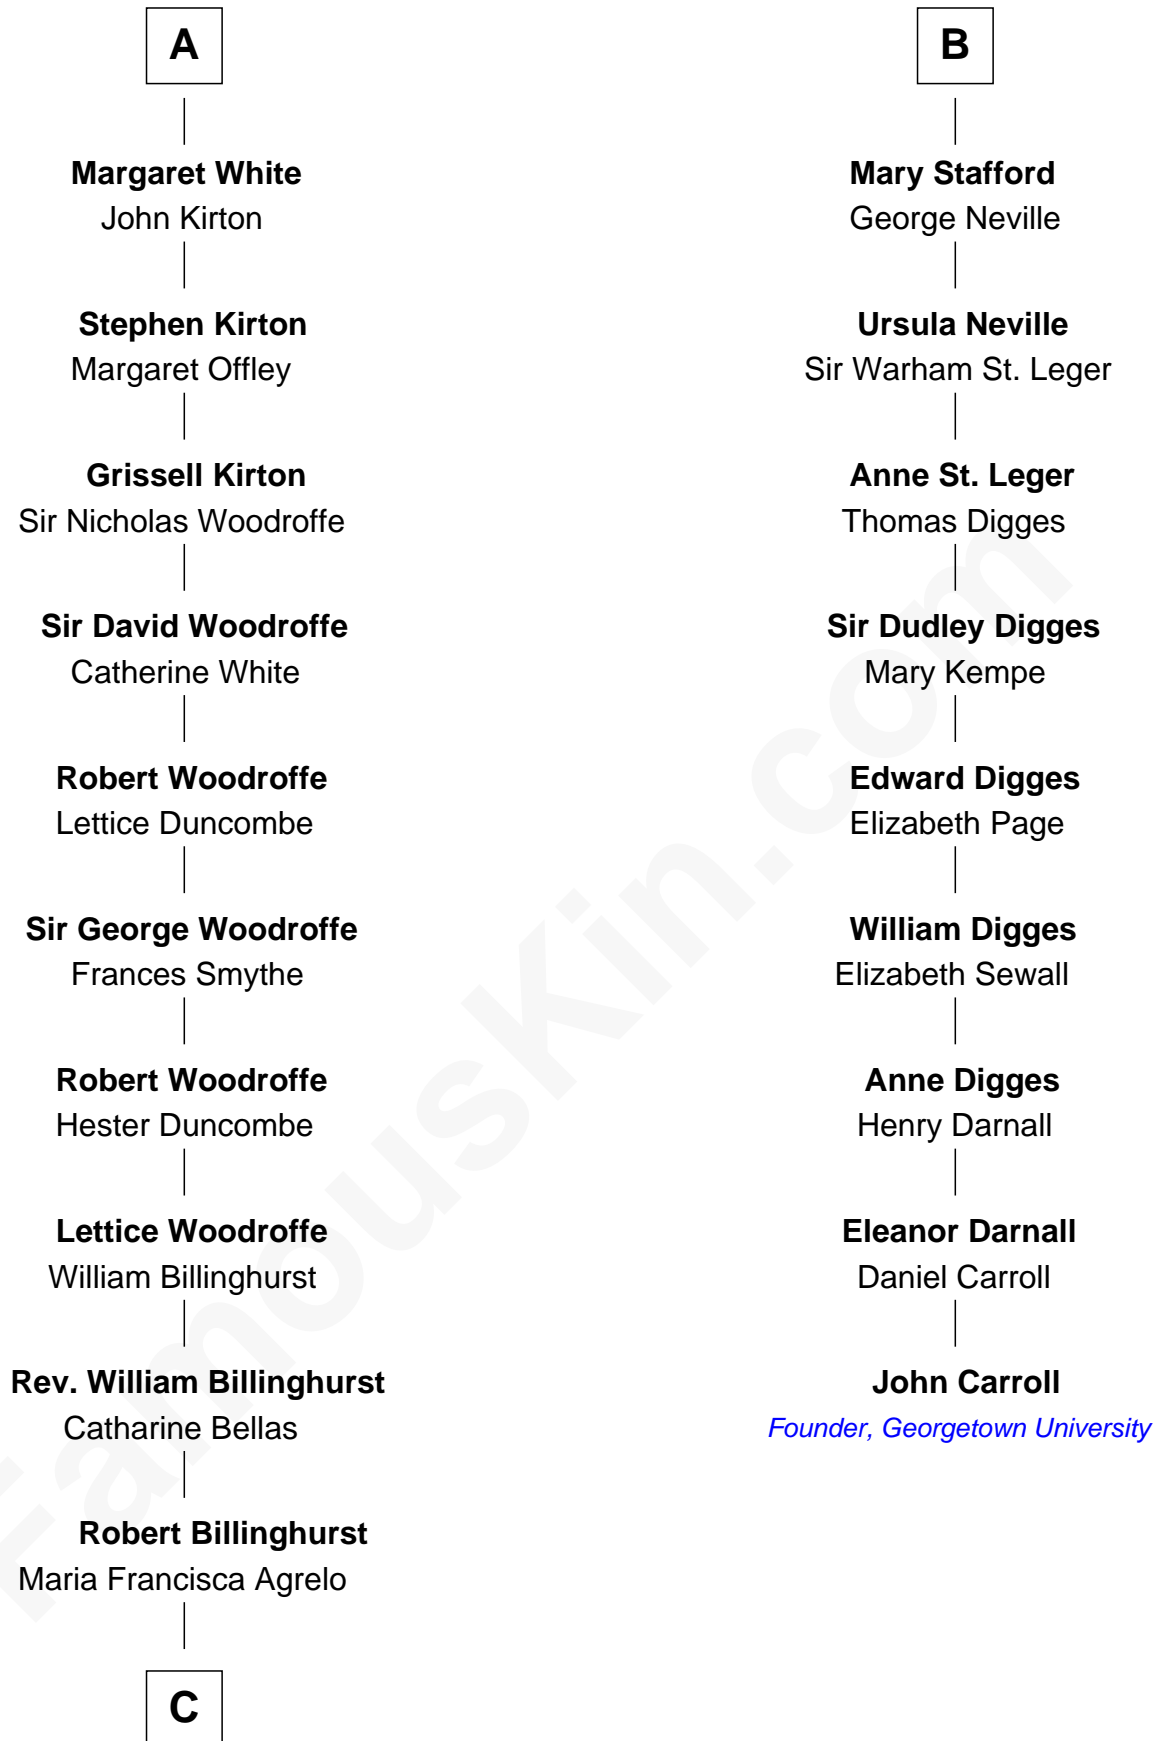 A
Margaret White
John Kirton
Stephen Kirton
Margaret Offley
Grissell Kirton
Sir Nicholas Woodroffe
Sir David Woodroffe
Catherine White
Robert Woodroffe
Lettice Duncombe
Sir George Woodroffe
Frances Smythe
Robert Woodroffe
Hester Duncombe
Lettice Woodroffe
William Billinghurst
Rev. William Billinghurst
Catharine Bellas
Robert Billinghurst
Maria Francisca Agrelo
C
B
Mary Stafford
George Neville
Ursula Neville
Sir Warham St. Leger
Anne St. Leger
Thomas Digges
Sir Dudley Digges
Mary Kempe
Edward Digges
Elizabeth Page
William Digges
Elizabeth Sewall
Anne Digges
Henry Darnall
Eleanor Darnall
Daniel Carroll
John Carroll
Founder, Georgetown University
FamousKin.com